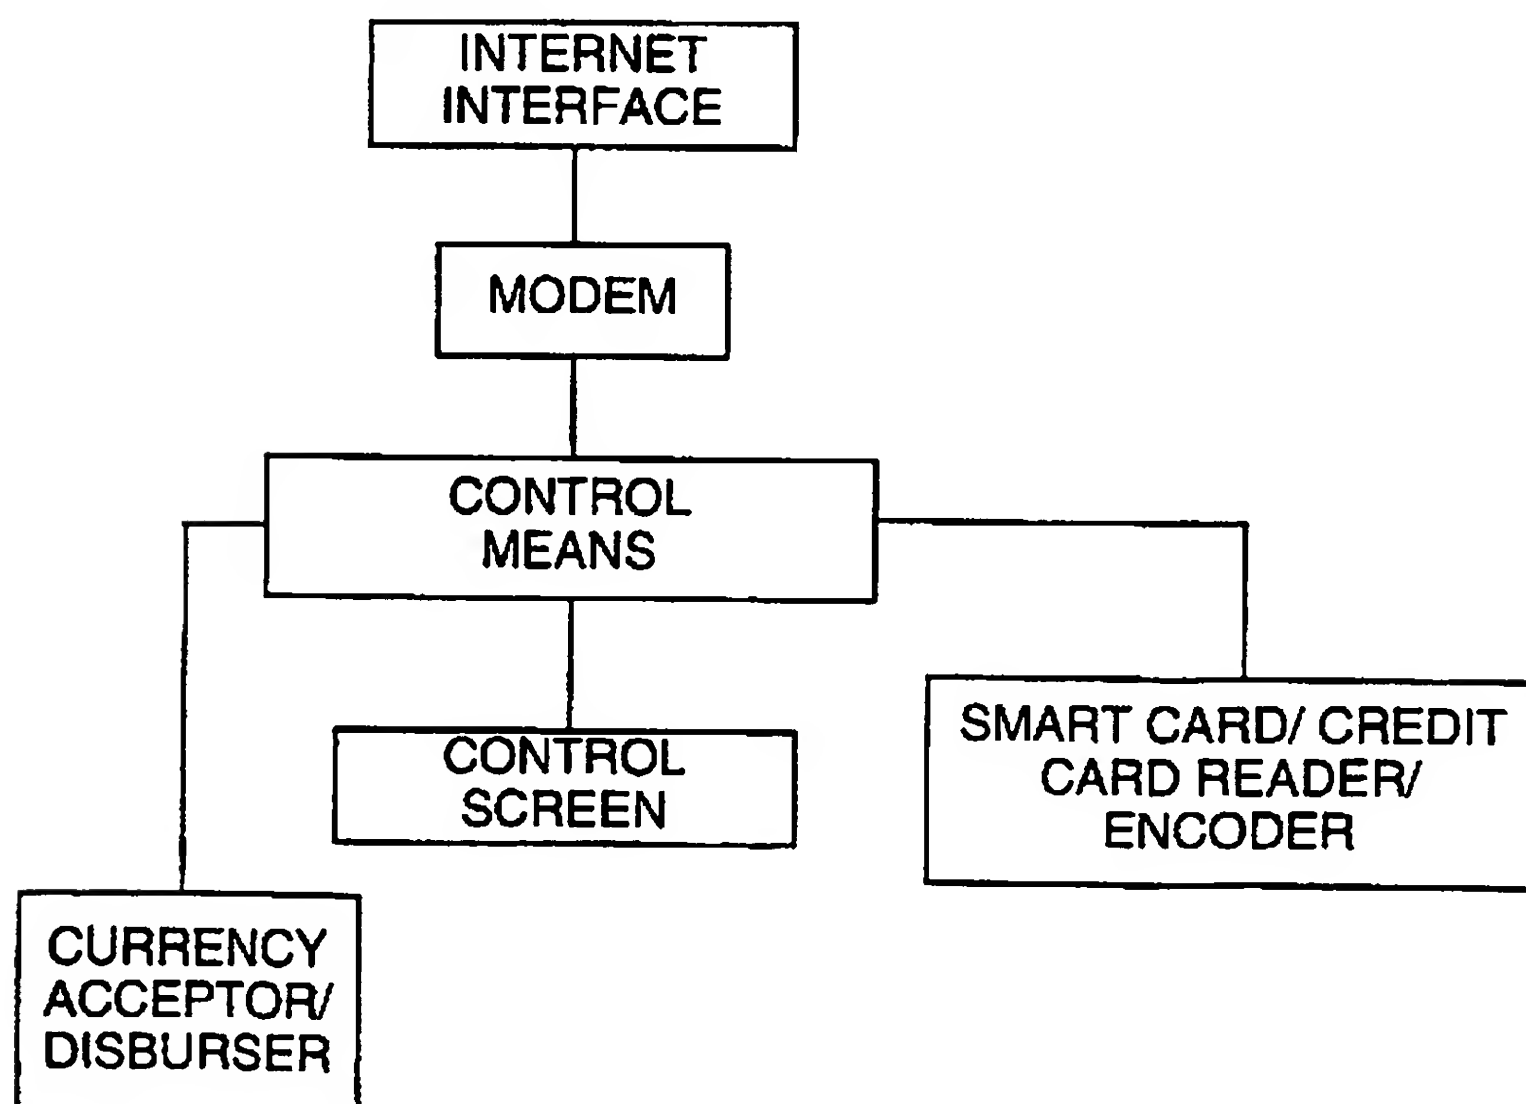 INTERNET
INTERFACE
MODEM
CONTROL
MEANS
CONTROL
SCREEN
SMART CARD/ CREDIT
CARD READER/
ENCODER
CURRENCY
ACCEPTOR/
DISBURSER